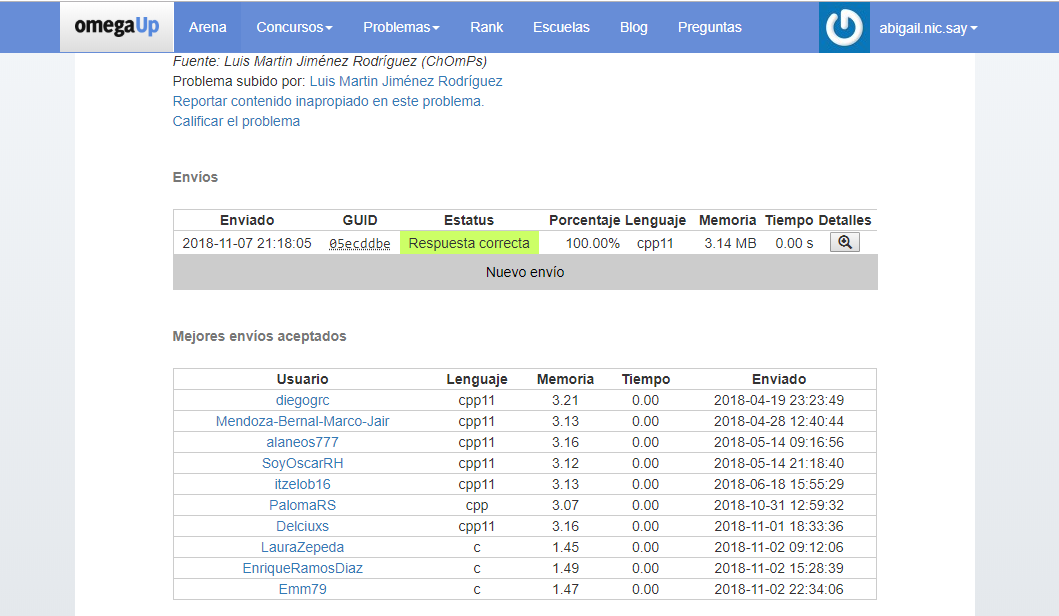 omegaUp Arena Concursos Problemas Rank Escuelas Blog Preguntas abigail.nic.say
Fuente: Luis Martin Jiménez Rodríguez (ChOmPs)
Problema subido por: Luis Martin Jiménez Rodríguez
Reportar contenido inapropiado en este problema.
Calificar el problema
Envíos
Enviado GUID Estatus Porcentaje Lenguaje Memoria Tiempo Detalles
2018-11-07 21:18:05 05ecddbe Respuesta correcta 100.00% cpp11 3.14 MB 0.00 s
Nuevo envío
Mejores envíos aceptados
Usuario Lenguaje Memoria Tiempo Enviado
diegogrc cpp11 3.21 0.00 2018-04-19 23:23:49
Mendoza-Bernal-Marco-Jair cpp11 3.13 0.00 2018-04-28 12:40:44
alaneos777 cpp11 3.16 0.00 2018-05-14 09:16:56
SoyOscarRH cpp11 3.12 0.00 2018-05-14 21:18:40
itzelob16 cpp11 3.13 0.00 2018-06-18 15:55:29
PalomaRS cpp 3.07 0.00 2018-10-31 12:59:32
Delciuxs cpp11 3.16 0.00 2018-11-01 18:33:36
LauraZepeda c 1.45 0.00 2018-11-02 09:12:06
EnriqueRamosDiaz c 1.49 0.00 2018-11-02 15:28:39
Emm79 c 1.47 0.00 2018-11-02 22:34:06